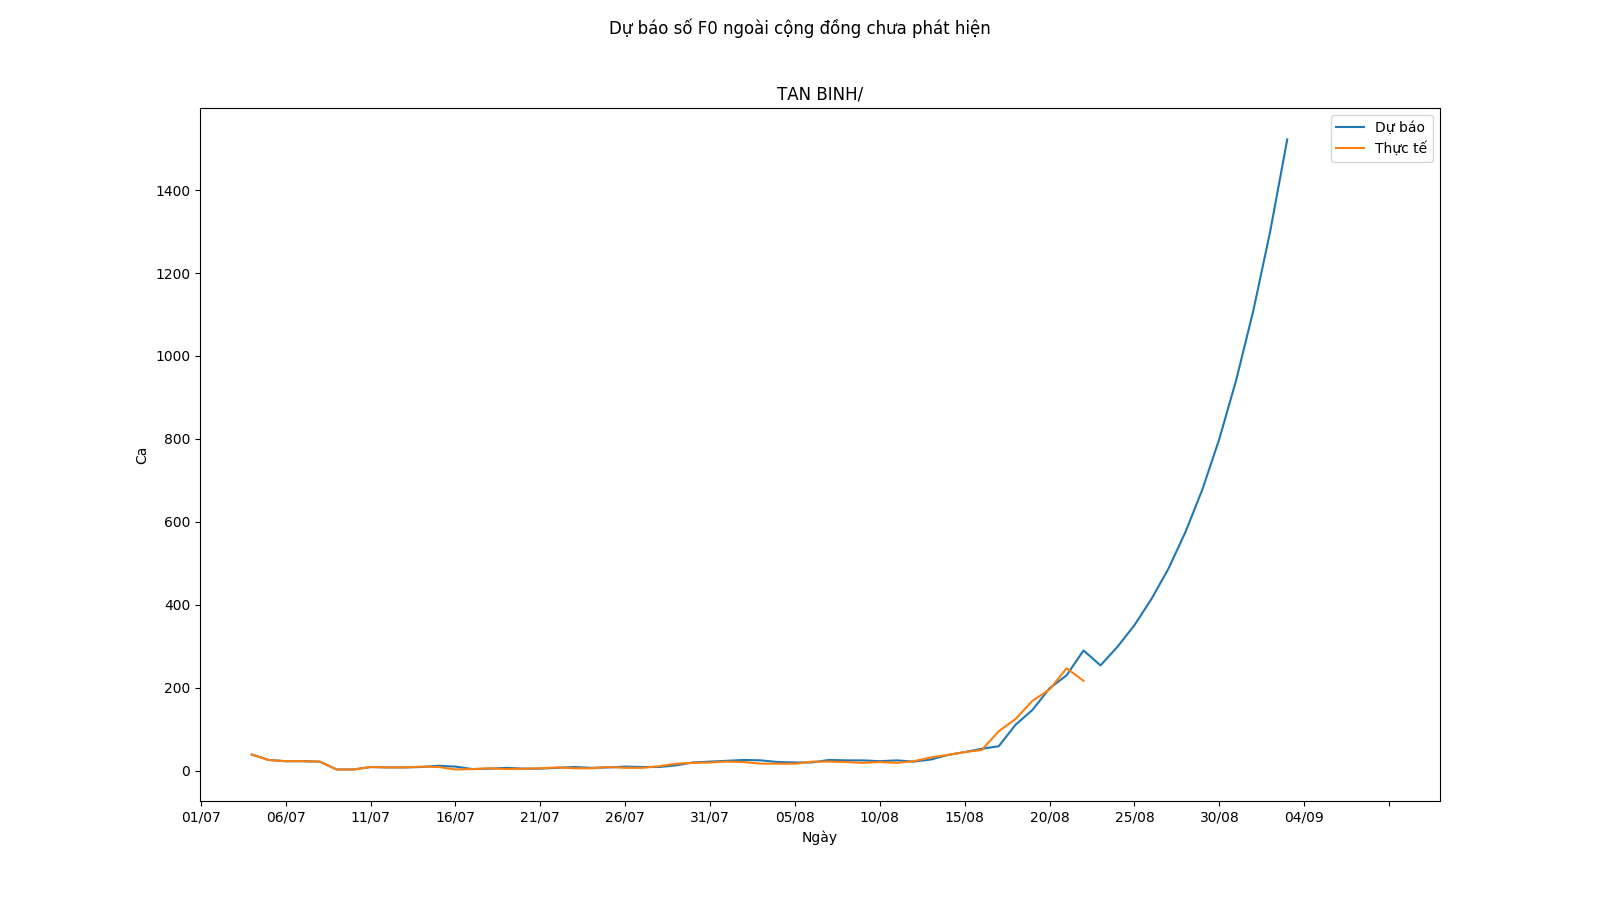 Dự báo số F0 ngoài cộng đồng chưa phát hiện
TAN BINH/
Dự báo
Thực tế
1400
1200
1000
800
600
400
200
0
Ca
01/07 06/07 11/07 16/07 21/07 26/07 31/07 05/08 10/08 15/08 20/08 25/08 30/08 04/09
Ngày